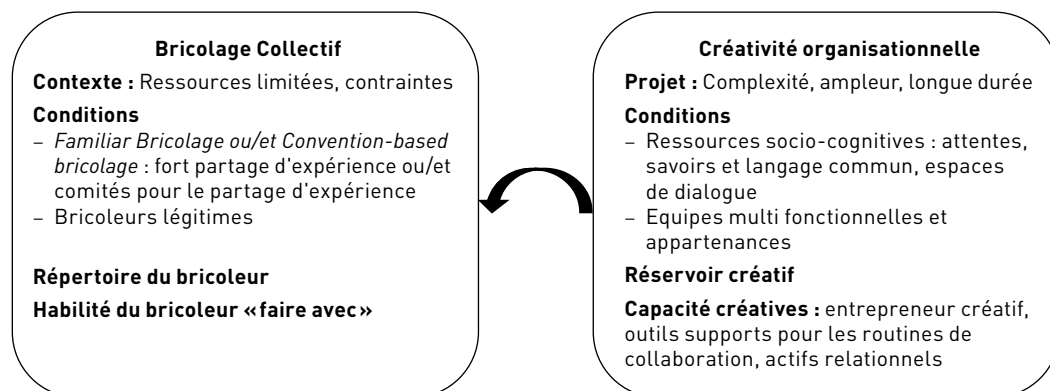 Bricolage Collectif
Contexte : Ressources limitées, contraintes
Conditions
– Familiar Bricolage ou/et Convention-based
bricolage : fort partage d'expérience ou/et
comités pour le partage d'expérience
– Bricoleurs légitimes
Répertoire du bricoleur
Habilité du bricoleur «faire avec»
Créativité organisationnelle
Projet : Complexité, ampleur, longue durée
Conditions
– Ressources socio-cognitives : attentes,
savoirs et langage commun, espaces
de dialogue
– Equipes multi fonctionnelles et
appartenances
Réservoir créatif
Capacité créatives : entrepreneur créatif,
outils supports pour les routines de
collaboration, actifs relationnels